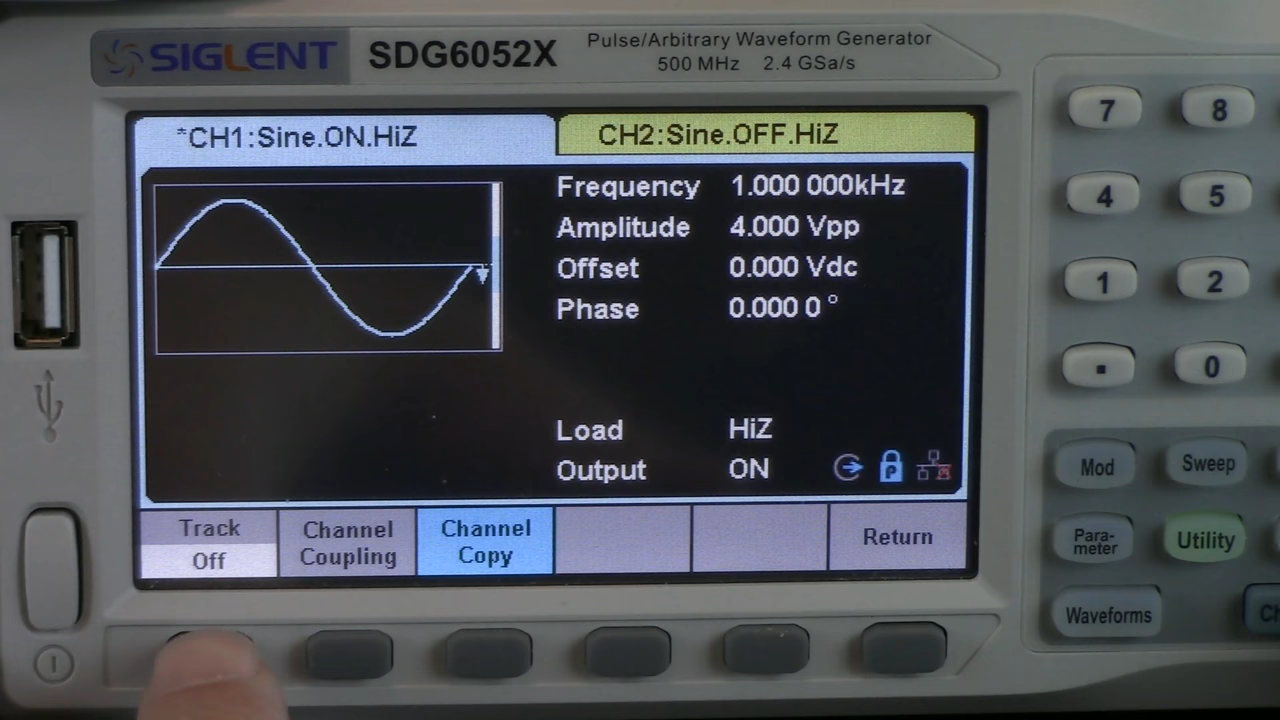 SIGLENT SDG6052X Pulse/Arbitrary Waveform Generator
500 MHz 2.4 GSa/s
*CH1:Sine.ON.HiZ CH2:Sine.OFF.HiZ
Frequency 1.000 000kHz
Amplitude 4.000 Vpp
Offset 0.000 Vdc
Phase 0.000 0 °
Load HiZ
Output ON
P
Track Off
Channel Coupling
Channel Copy
Return
7 8
4 5
1 2
. 0
Mod Sweep
Para-
meter
Utility
Waveforms